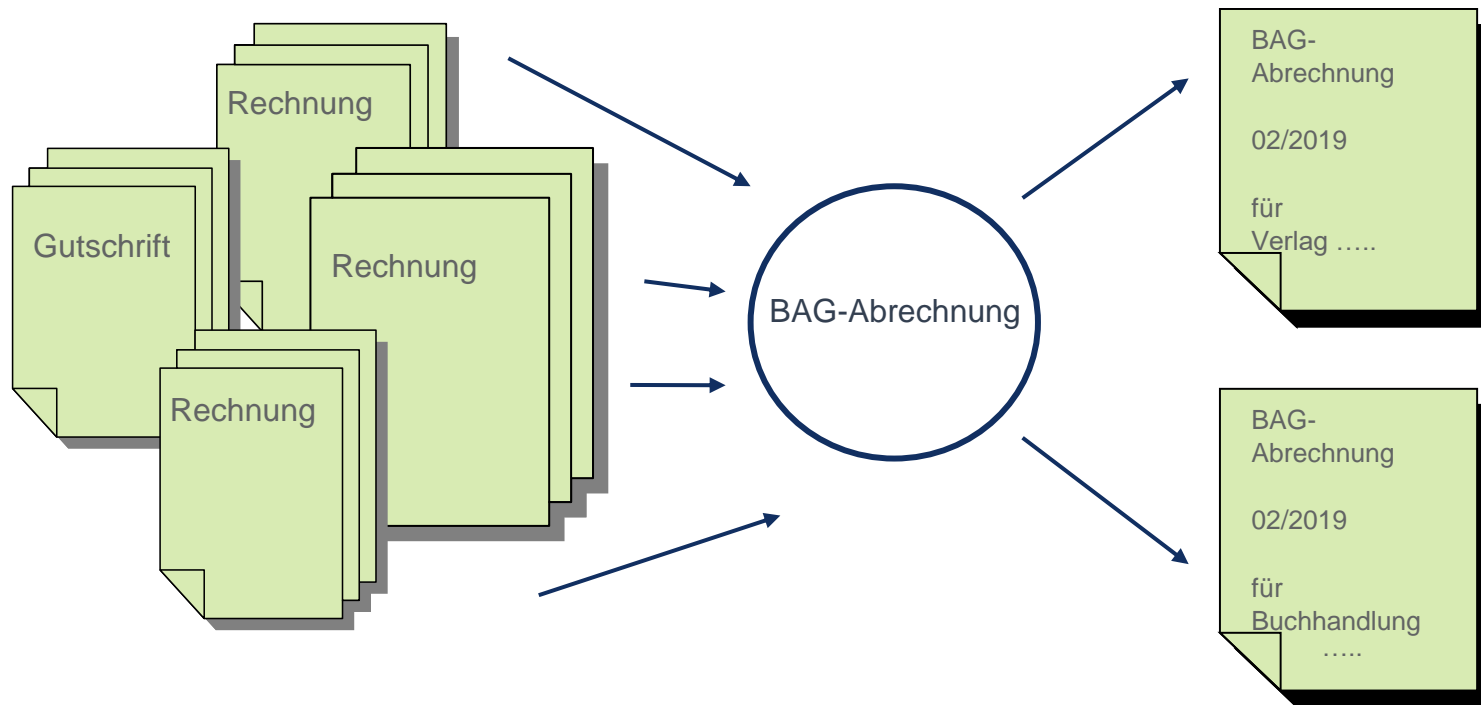 Rechnung
Gutschrift
Rechnung
Rechnung
BAG-Abrechnung
BAG-
Abrechnung
02/2019
für
Verlag …..
BAG-
Abrechnung
02/2019
für
Buchhandlung
…..